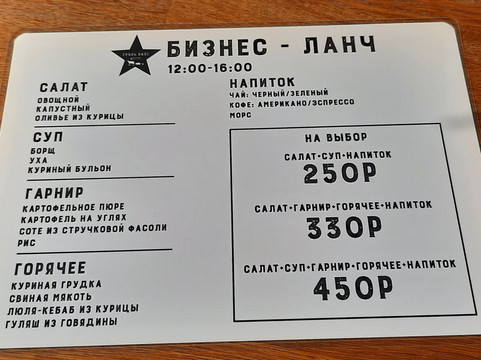 БИЗНЕС - ЛАНЧ
12:00-16:00
САЛАТ
ОВОЩНОЙ
КАПУСТНЫЙ
ОЛИВЬЕ ИЗ КУРИЦЫ
СУП
БОРЩ
УХА
КУРИНЫЙ БУЛЬОН
ГАРНИР
КАРТОФЕЛЬНОЕ ПЮРЕ
КАРТОФЕЛЬ НА УГЛЯХ
СОТЕ ИЗ СТРУЧКОВОЙ ФАСОЛИ
РИС
ГОРЯЧЕЕ
КУРИНАЯ ГРУДКА
СВИНАЯ МЯКОТЬ
ЛЮЛЯ-КЕБАБ ИЗ КУРИЦЫ
ГУЛЯШ ИЗ ГОВЯДИНЫ
НАПИТОК
ЧАЙ: ЧЕРНЫЙ/ЗЕЛЕНЫЙ
КОФЕ: АМЕРИКАНО/ЭСПРЕССО
МОРС
НА ВЫБОР
САЛАТ+СУП+НАПИТОК
250Р
САЛАТ+ГАРНИР+ГОРЯЧЕЕ+НАПИТОК
330Р
САЛАТ+СУП+ГАРНИР+ГОРЯЧЕЕ+НАПИТОК
450Р